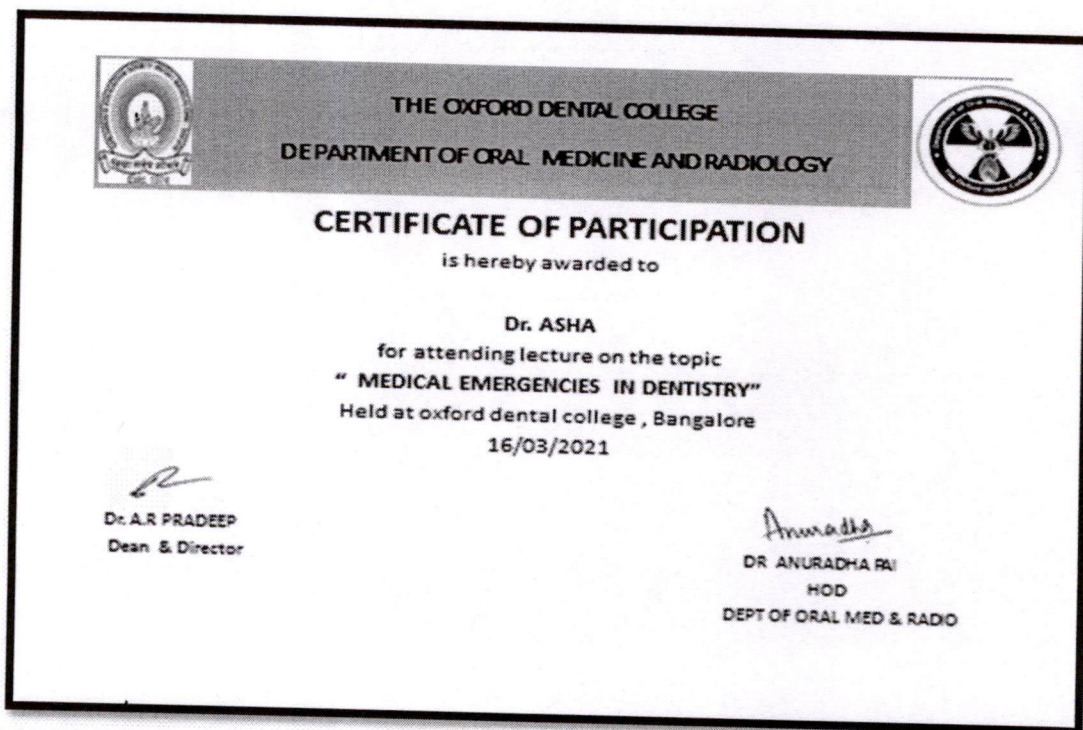 THE OXFORD DENTAL COLLEGE
DEPARTMENT OF ORAL MEDICINE AND RADIOLOGY
CERTIFICATE OF PARTICIPATION
is hereby awarded to
Dr. ASHA
for attending lecture on the topic
“ MEDICAL EMERGENCIES IN DENTISTRY”
Held at oxford dental college , Bangalore
16/03/2021
Dr. A.R PRADEEP
Dean & Director
Anuradha
DR ANURADHA PAI
HOD
DEPT OF ORAL MED & RADIO